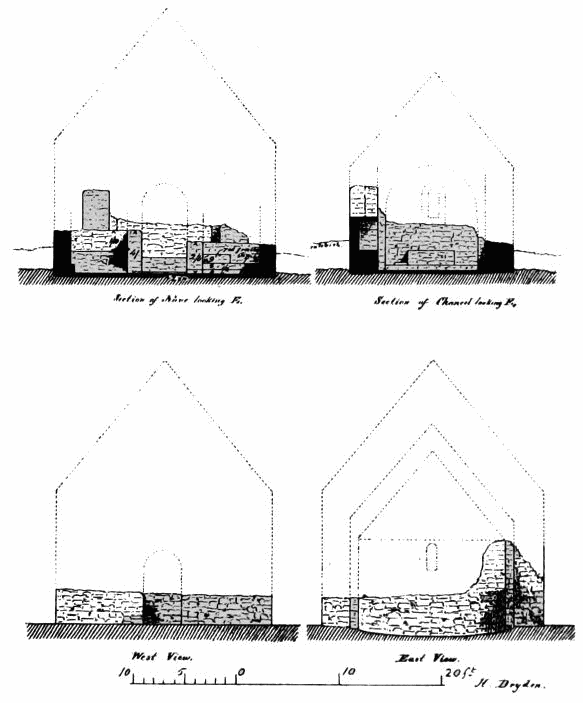 rubbish
Section of Nave looking E.
Section of Chancel looking E.
West View.
East View.
10 5 0 10 20 ft
H. Dryden.